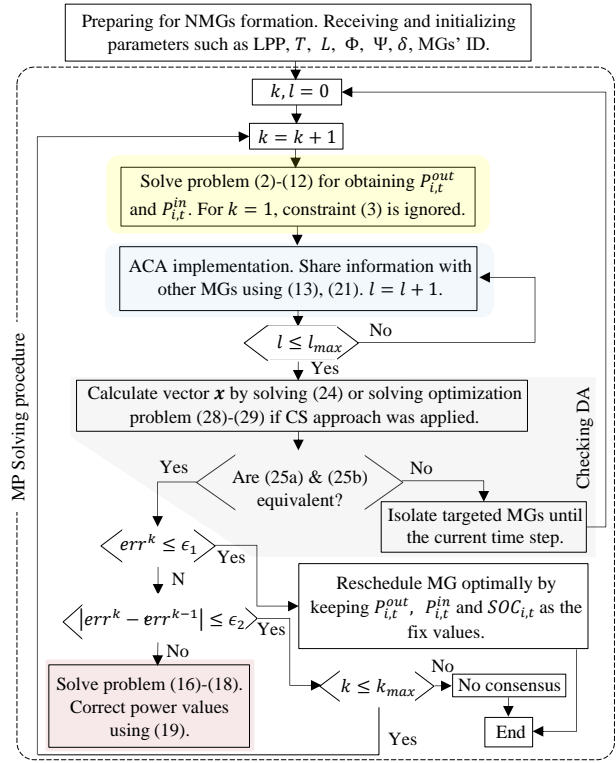 Preparing for NMGs formation. Receiving and initializing
parameters such as LPP, T, L, Φ, Ψ, δ, MGs’ ID.
k, l = 0
k = k + 1
Solve problem (2)-(12) for obtaining P_{i,t}^{out}
and P_{i,t}^{in}. For k = 1, constraint (3) is ignored.
ACA implementation. Share information with
other MGs using (13), (21). l = l + 1.
l ≤ l_{max}
No
Yes
Calculate vector x by solving (24) or solving optimization
problem (28)-(29) if CS approach was applied.
Checking DA
Are (25a) & (25b)
equivalent?
Yes
No
Isolate targeted MGs until
the current time step.
err^k ≤ ϵ_1
Yes
N
Reschedule MG optimally by
keeping P_{i,t}^{out}, P_{i,t}^{in} and SOC_{i,t} as the
fix values.
|err^k − err^{k−1}| ≤ ϵ_2
Yes
No
Solve problem (16)-(18).
Correct power values
using (19).
k ≤ k_{max}
No
No consensus
Yes
End
MP Solving procedure